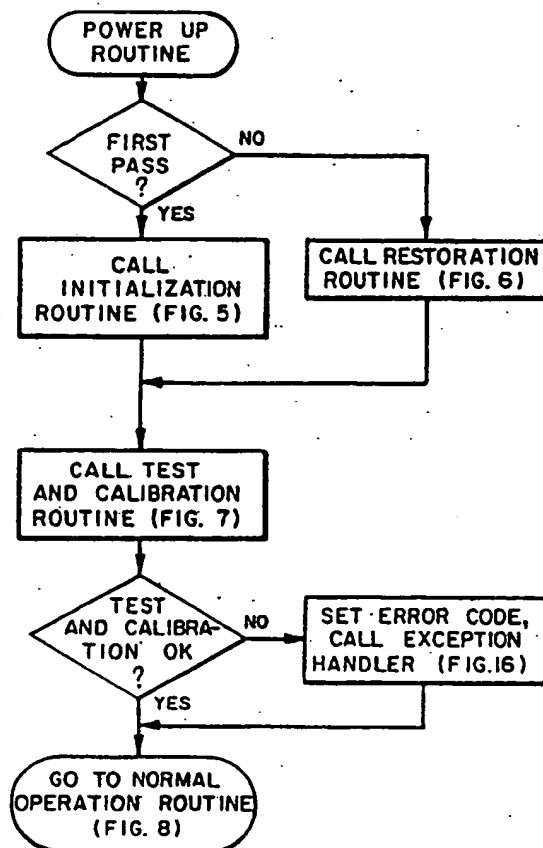 POWER UP
ROUTINE
FIRST
PASS
?
NO
YES
CALL
INITIALIZATION
ROUTINE (FIG. 5)
CALL RESTORATION
ROUTINE (FIG. 6)
CALL TEST
AND CALIBRATION
ROUTINE (FIG. 7)
TEST
AND CALIBRA-
TION OK
?
NO
YES
SET ERROR CODE,
CALL EXCEPTION
HANDLER (FIG.16)
GO TO NORMAL
OPERATION ROUTINE
(FIG. 8)